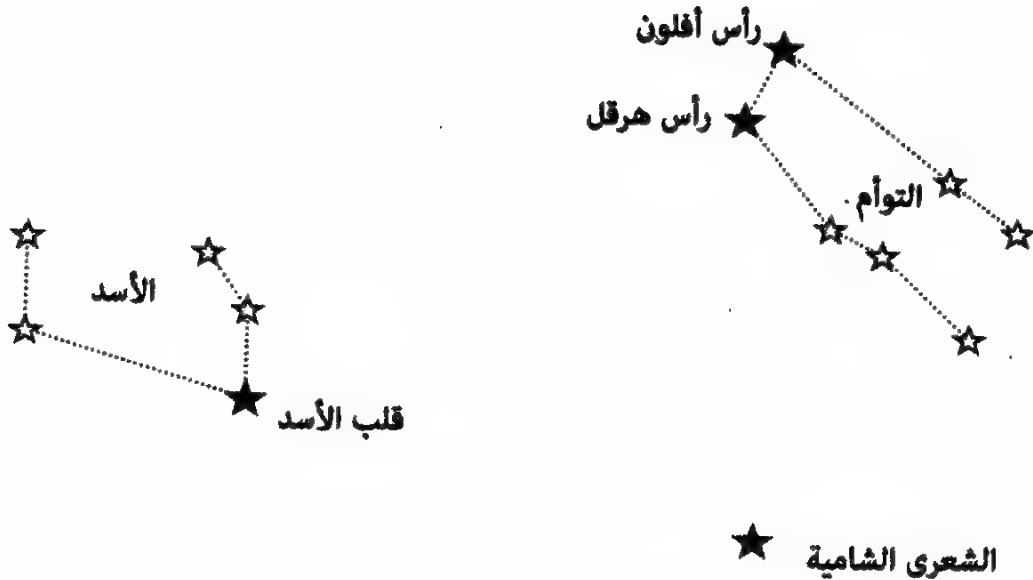 رأس أفلون
رأس هرقل
التوأم
الأسد
قلب الأسد
الشعرى الشامية